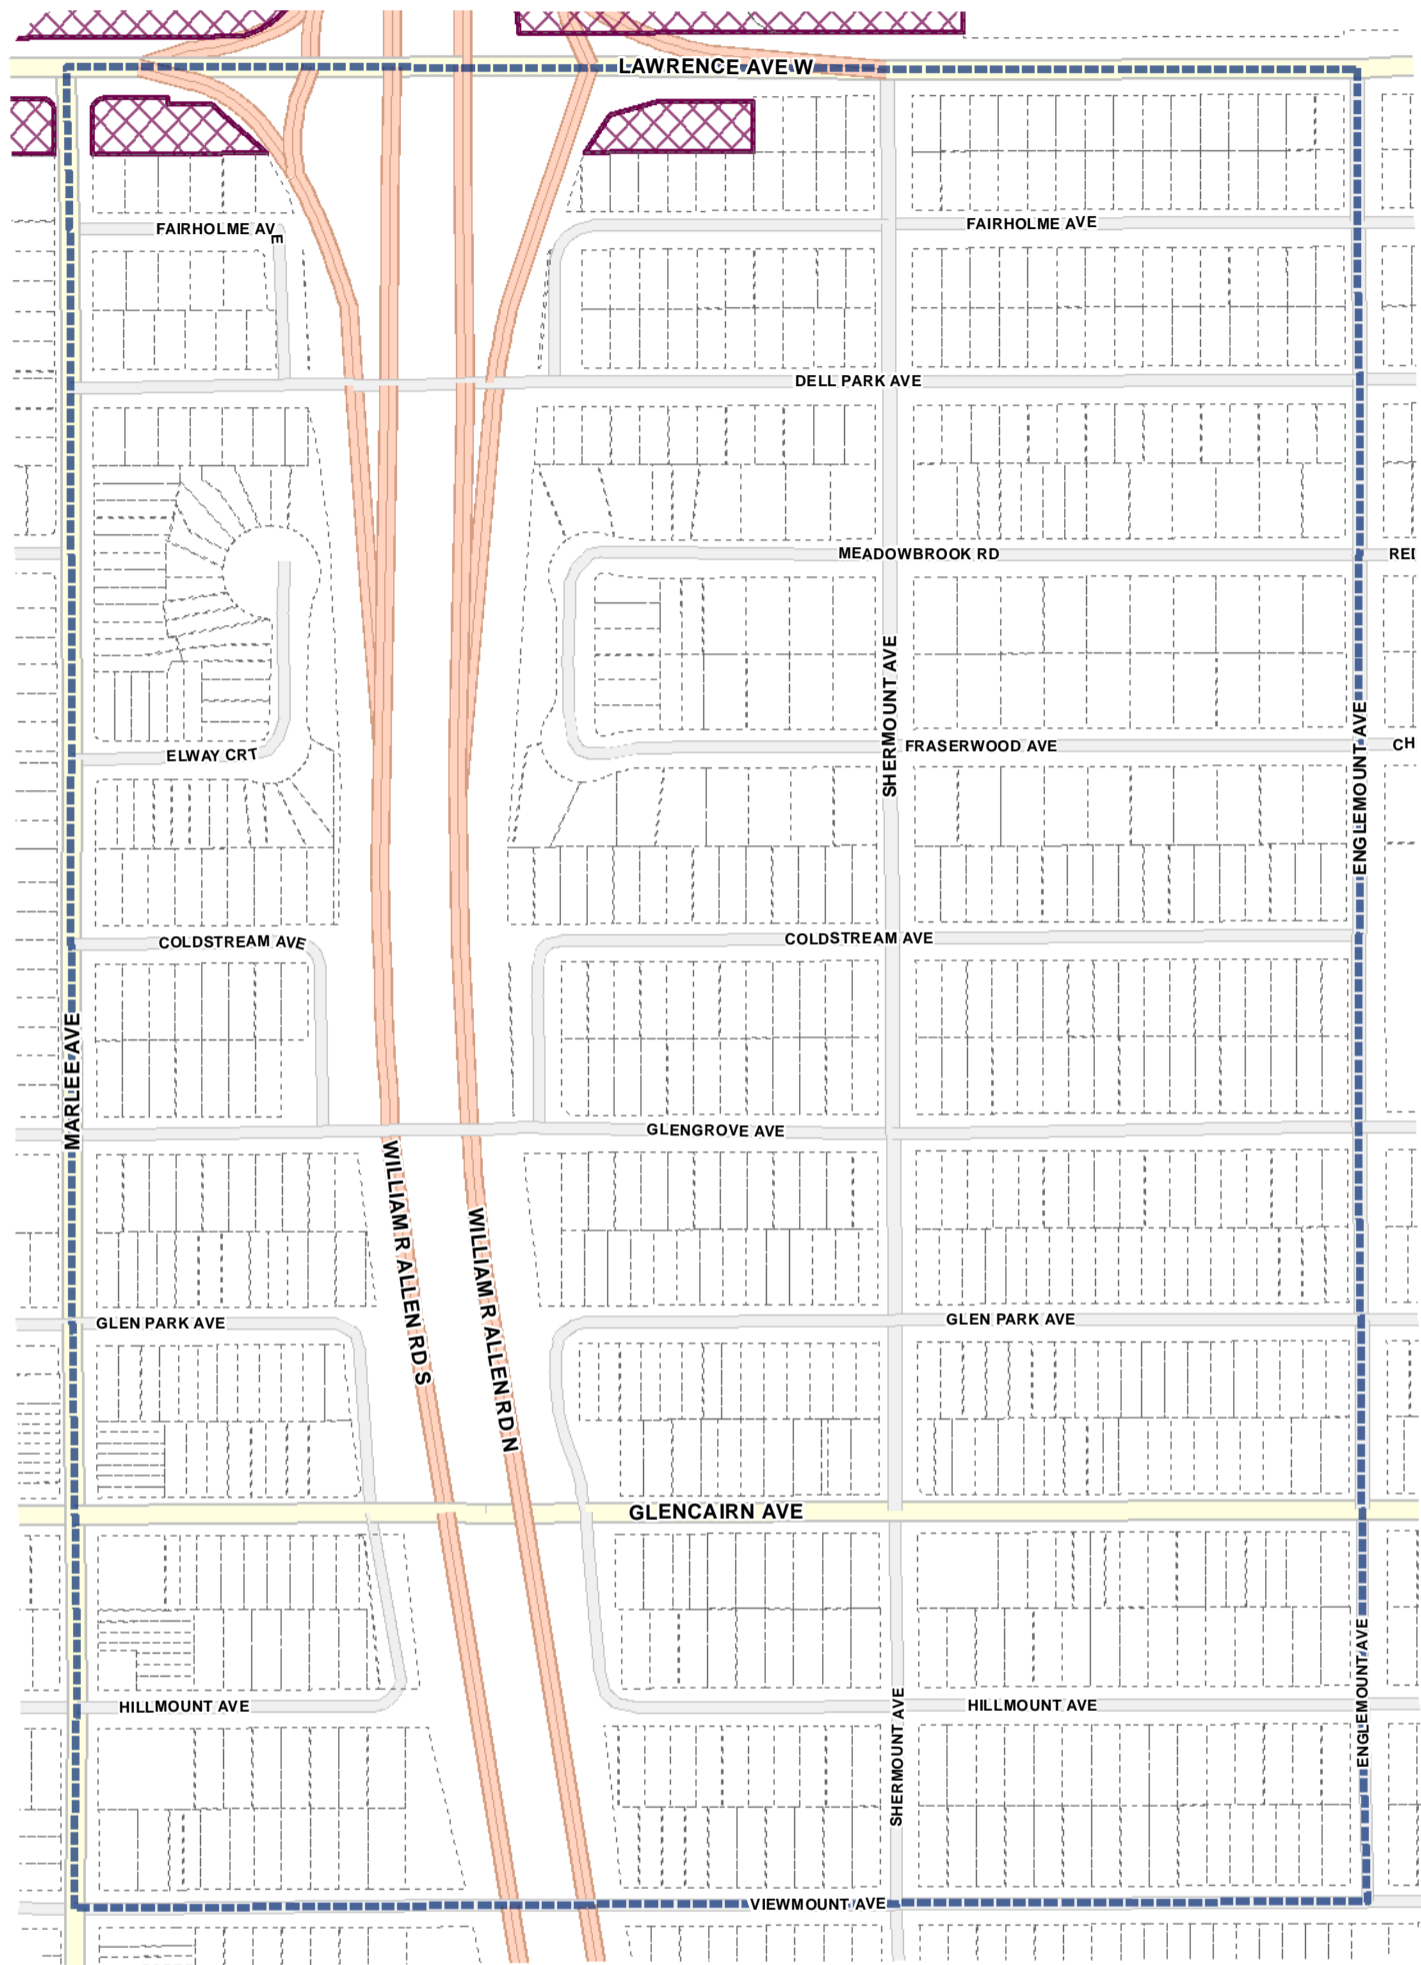 LAWRENCE AVE W
FAIRHOLME AVE
FAIRHOLME AVE
DELL PARK AVE
MEADOWBROOK RD
REI
SHERMOUNT AVE
ENGLEMOUNT AVE
ELWAY CRT
FRASERWOOD AVE
CH
COLDSTREAM AVE
COLDSTREAM AVE
MARLEE AVE
GLENGROVE AVE
WILLIAM R ALLEN RD S
WILLIAM R ALLEN RD N
GLEN PARK AVE
GLEN PARK AVE
GLENCAIRN AVE
HILLMOUNT AVE
HILLMOUNT AVE
SHERMOUNT AVE
ENGLEMOUNT AVE
VIEWMOUNT AVE